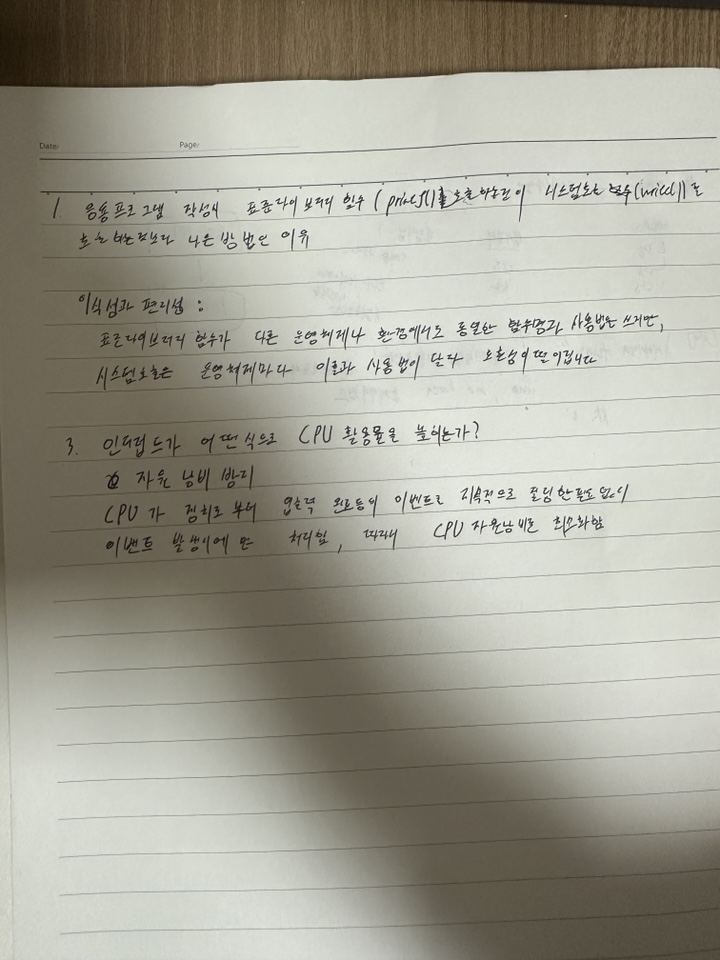 Date/ Page/
1. 응용프로그램 작성시 표준라이브러리 함수(printf())를 호출하는것이 시스템호출 함수(write())를
호출하는것보다 나은 방법인 이유
이식성과 편리성 :
표준라이브러리 함수가 다른 운영체제나 환경에서도 동일한 함수명과 사용법을 쓰지만,
시스템호출은 운영체제마다 이름과 사용법이 달라 호환성이 떨어집니다
3. 인터럽트가 어떤식으로 CPU 활용률을 높이는가?
자원 낭비 방지
CPU가 장치로부터 입출력 완료등의 이벤트를 지속적으로 폴링할필요없이
이벤트 발생시에만 처리함, 따라서 CPU 자원낭비를 최소화함